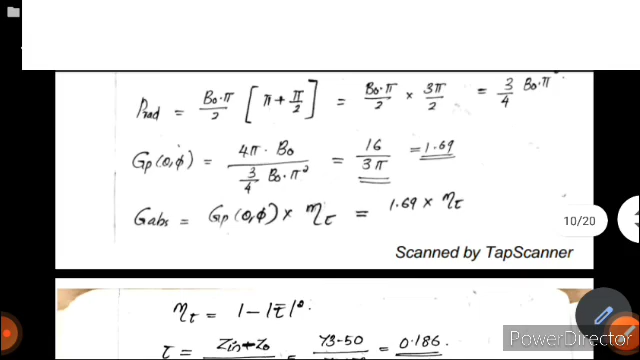 Prad = B₀·π/2 [π + π/2] = B₀·π/2 × 3π/2 = 3/4 B₀·π
Gp(θ,φ) = 4π·B₀ / 3/4 B₀·π² = 16/3π = 1.69
Gabs = Gp(θ,φ) × ητ = 1.69 × ητ
10/20
Scanned by TapScanner
ητ = 1 - |τ|²
τ = Zin-Z₀ = 73-50 = 0.186
PowerDirector